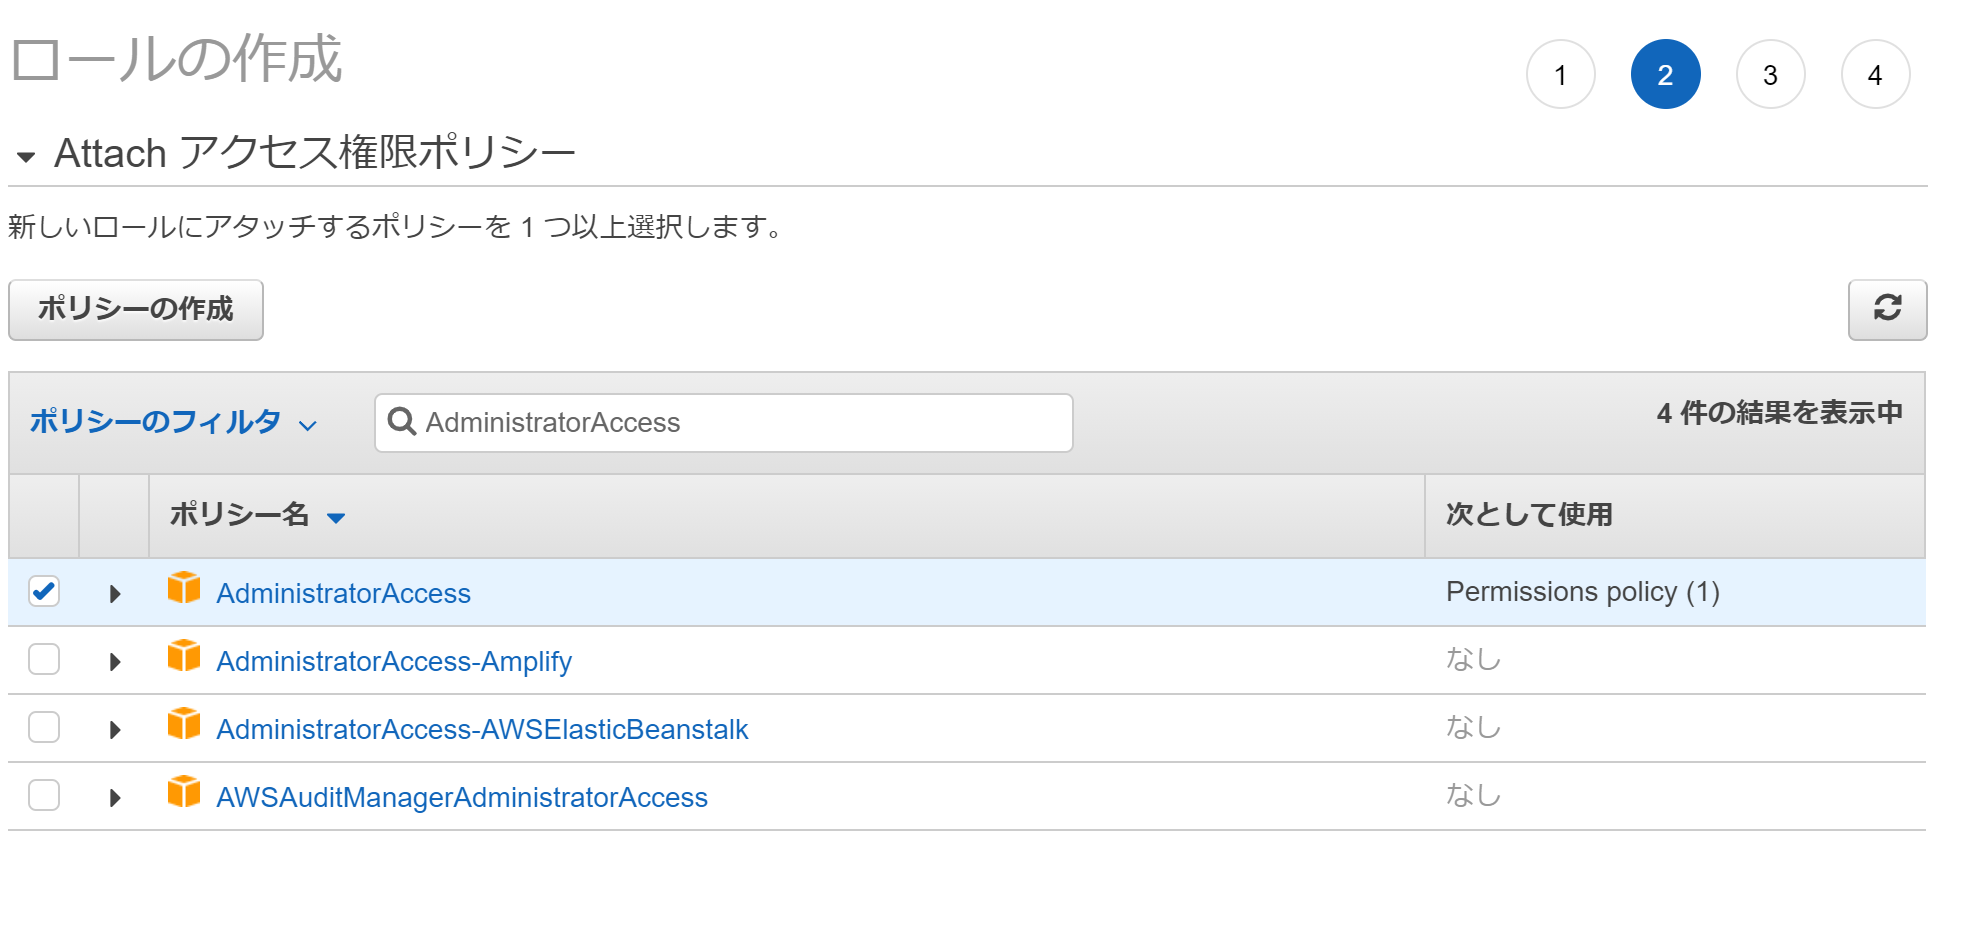 ロールの作成
1 2 3 4
Attach アクセス権限ポリシー
新しいロールにアタッチするポリシーを 1 つ以上選択します。
ポリシーの作成
ポリシーのフィルタ AdministratorAccess 4 件の結果を表示中
ポリシー名 次として使用
AdministratorAccess Permissions policy (1)
AdministratorAccess-Amplify なし
AdministratorAccess-AWSElasticBeanstalk なし
AWSAuditManagerAdministratorAccess なし